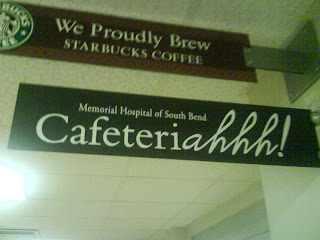 We Proudly Brew
STARBUCKS COFFEE
Memorial Hospital of South Bend
Cafeteriahhh!